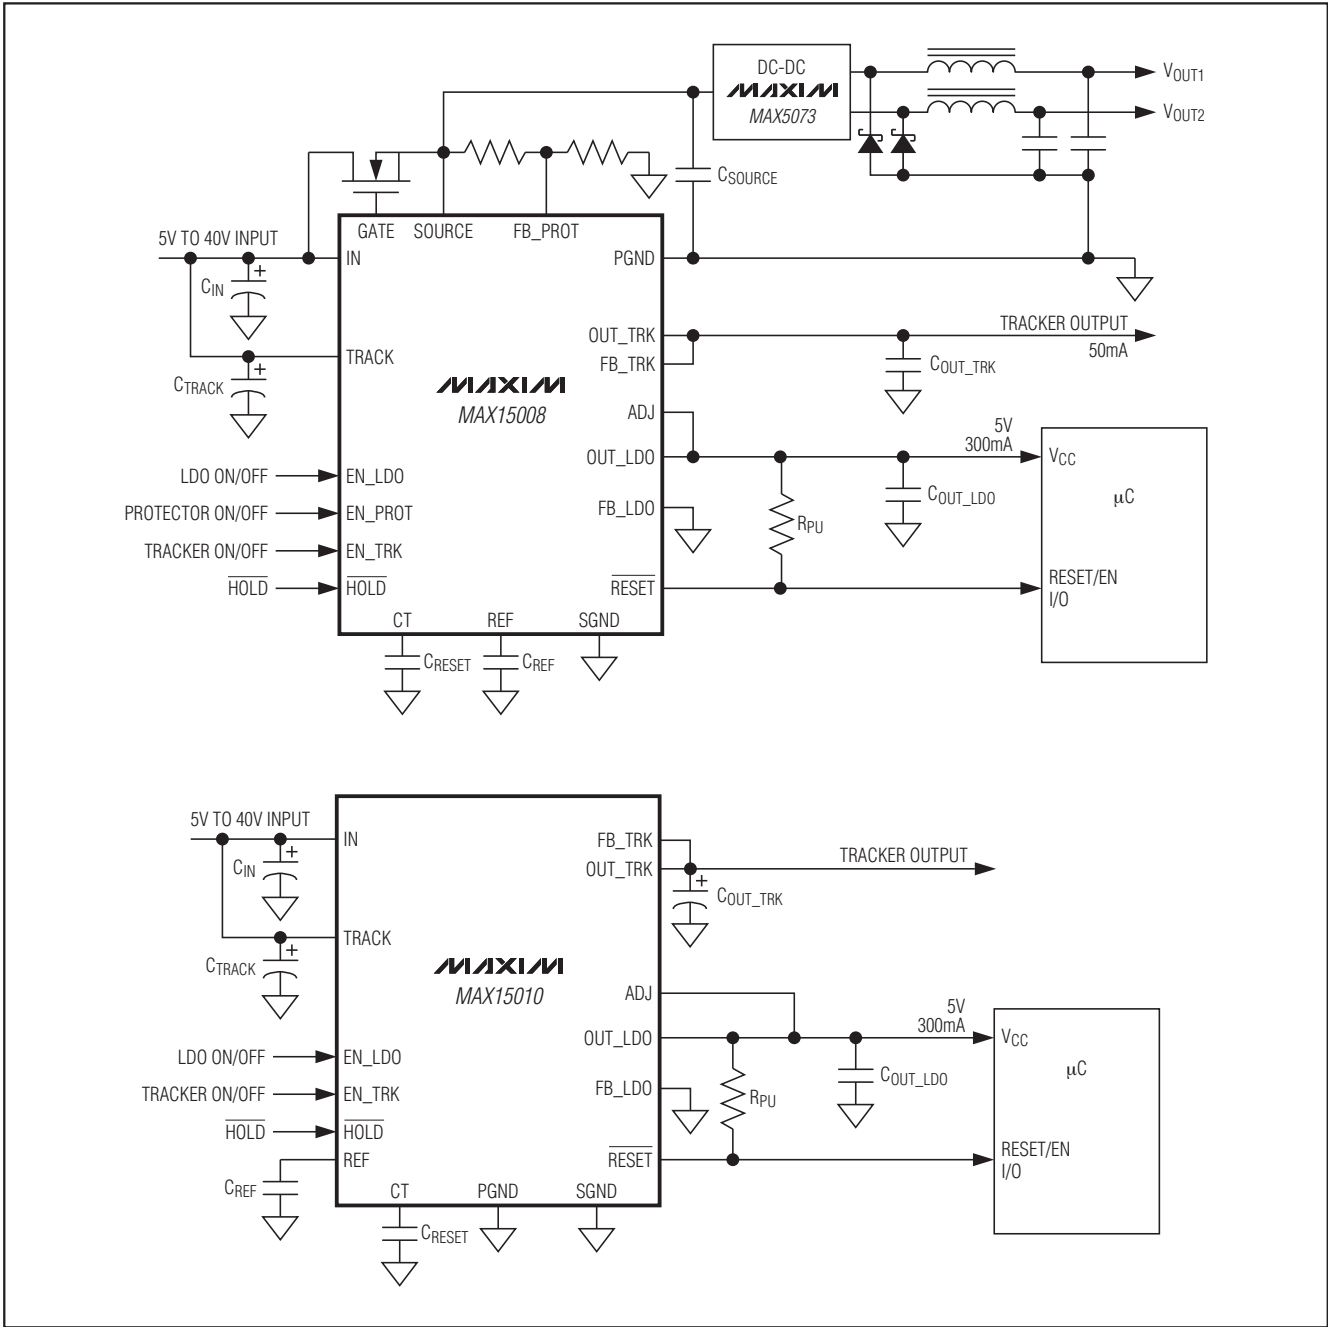 DC-DC
MAXIM
MAX5073
VOUT1
VOUT2
CSOURCE
GATE SOURCE FB_PROT
5V TO 40V INPUT
IN
PGND
CIN
+
OUT_TRK
TRACKER OUTPUT
50mA
TRACK
FB_TRK
COUT_TRK
+
CTRACK
MAXIM
MAX15008
ADJ
5V
300mA
OUT_LDO
VCC
LDO ON/OFF
EN_LDO
COUT_LDO
µC
PROTECTOR ON/OFF
EN_PROT
FB_LDO
RPU
TRACKER ON/OFF
EN_TRK
HOLD
HOLD
RESET
RESET/EN
I/O
CT REF SGND
CRESET
CREF
5V TO 40V INPUT
IN
FB_TRK
CIN
+
OUT_TRK
TRACKER OUTPUT
+
COUT_TRK
TRACK
CTRACK
+
MAXIM
MAX15010
ADJ
5V
300mA
OUT_LDO
VCC
LDO ON/OFF
EN_LDO
COUT_LDO
µC
TRACKER ON/OFF
EN_TRK
FB_LDO
RPU
HOLD
HOLD
REF
RESET
RESET/EN
I/O
CREF
CT PGND SGND
CRESET